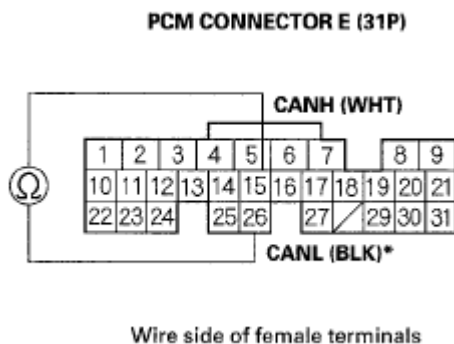 PCM CONNECTOR E (31P)
CANH (WHT)
1 2 3 4 5 6 7 8 9
Ω 10 11 12 13 14 15 16 17 18 19 20 21
22 23 24 25 26 27 29 30 31
CANL (BLK)*
Wire side of female terminals